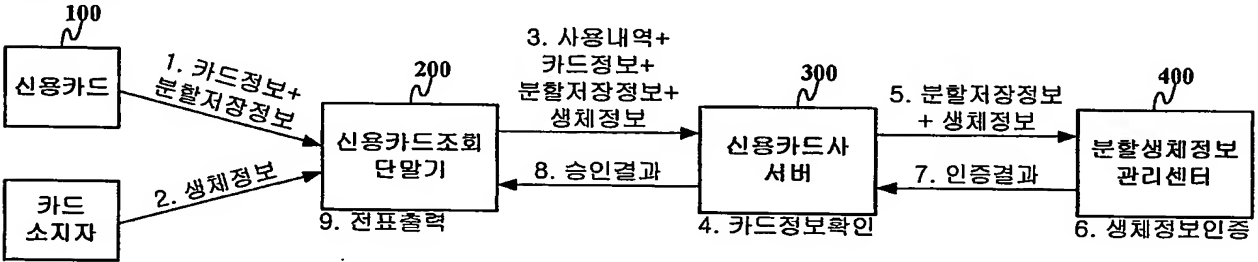 100
신용카드
1. 카드정보+
분할저장정보
카드
소지자
2. 생체정보
200
신용카드조회
단말기
9. 전표출력
3. 사용내역+
카드정보+
분할저장정보+
생체정보
8. 승인결과
300
신용카드사
서버
4. 카드정보확인
5. 분할저장정보
+ 생체정보
7. 인증결과
400
분할생체정보
관리센터
6. 생체정보인증